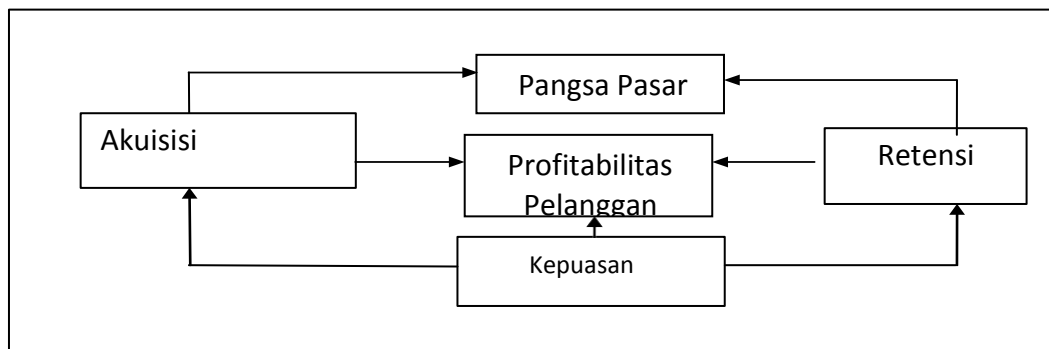 Pangsa Pasar
Akuisisi
Profitabilitas
Pelanggan
Retensi
Kepuasan